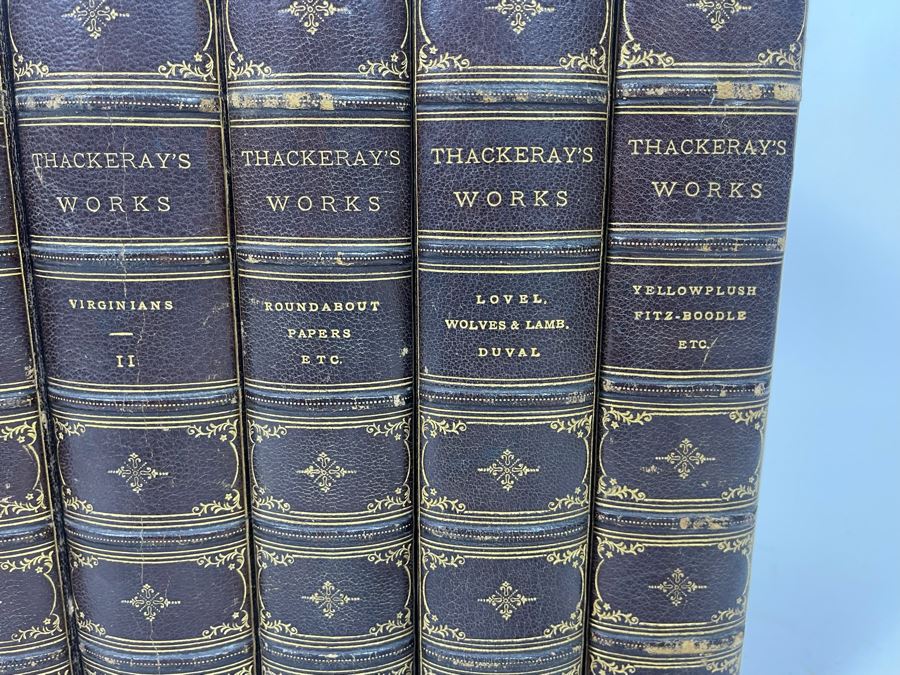 THACKERAY'S
WORKS
VIRGINIANS
II
THACKERAY'S
WORKS
ROUNDABOUT
PAPERS
ETC.
THACKERAY'S
WORKS
LOVEL,
WOLVES & LAMB.
DUVAL
THACKERAY'S
WORKS
YELLOWPLUSH
FITZ-BOODLE
ETC.